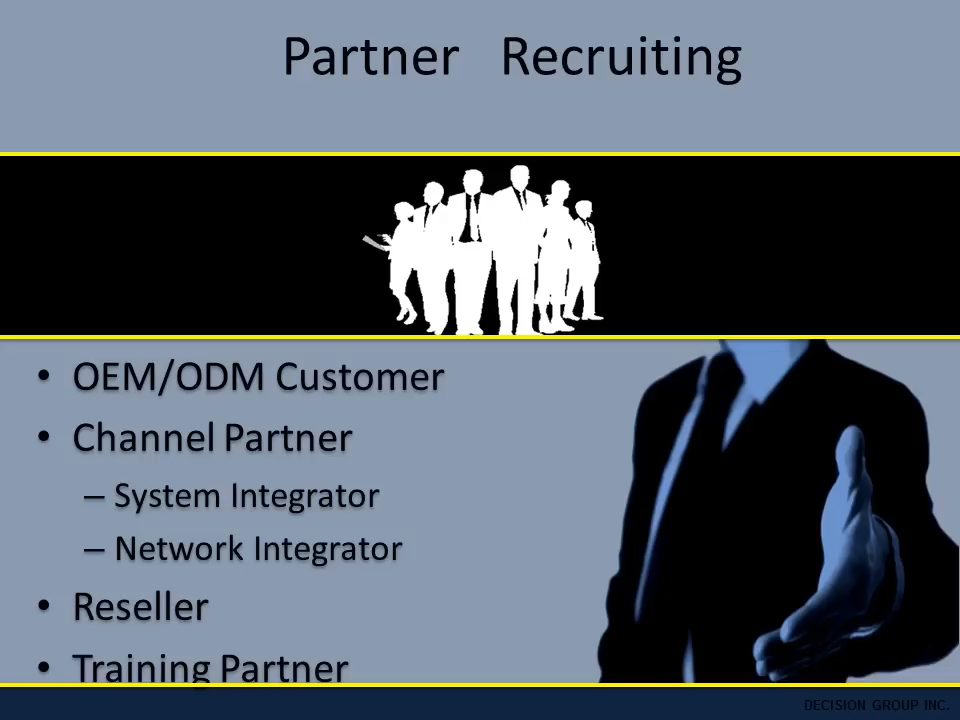 Partner Recruiting
• OEM/ODM Customer
• Channel Partner
– System Integrator
– Network Integrator
• Reseller
• Training Partner
DECISION GROUP INC.